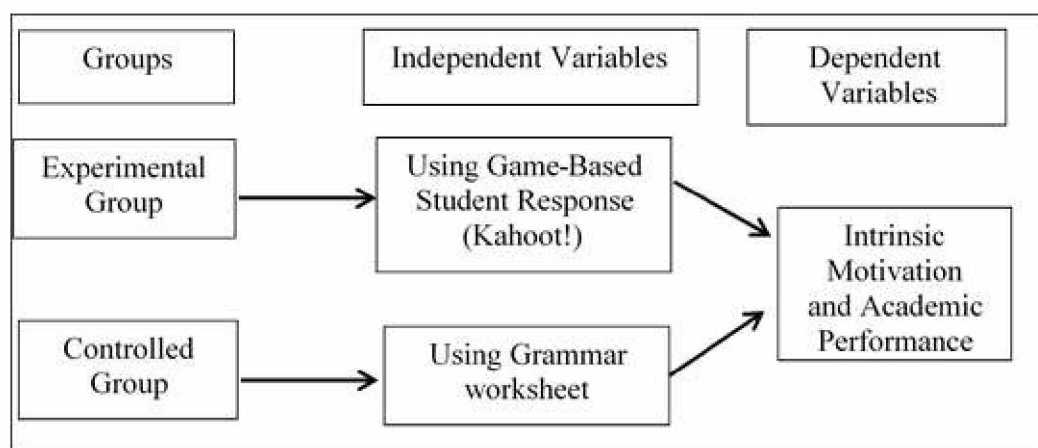 Groups
Independent Variables
Dependent
Variables
Experimental
Group
Using Game-Based
Student Response
(Kahoot!)
Intrinsic
Motivation
and Academic
Performance
Controlled
Group
Using Grammar
worksheet